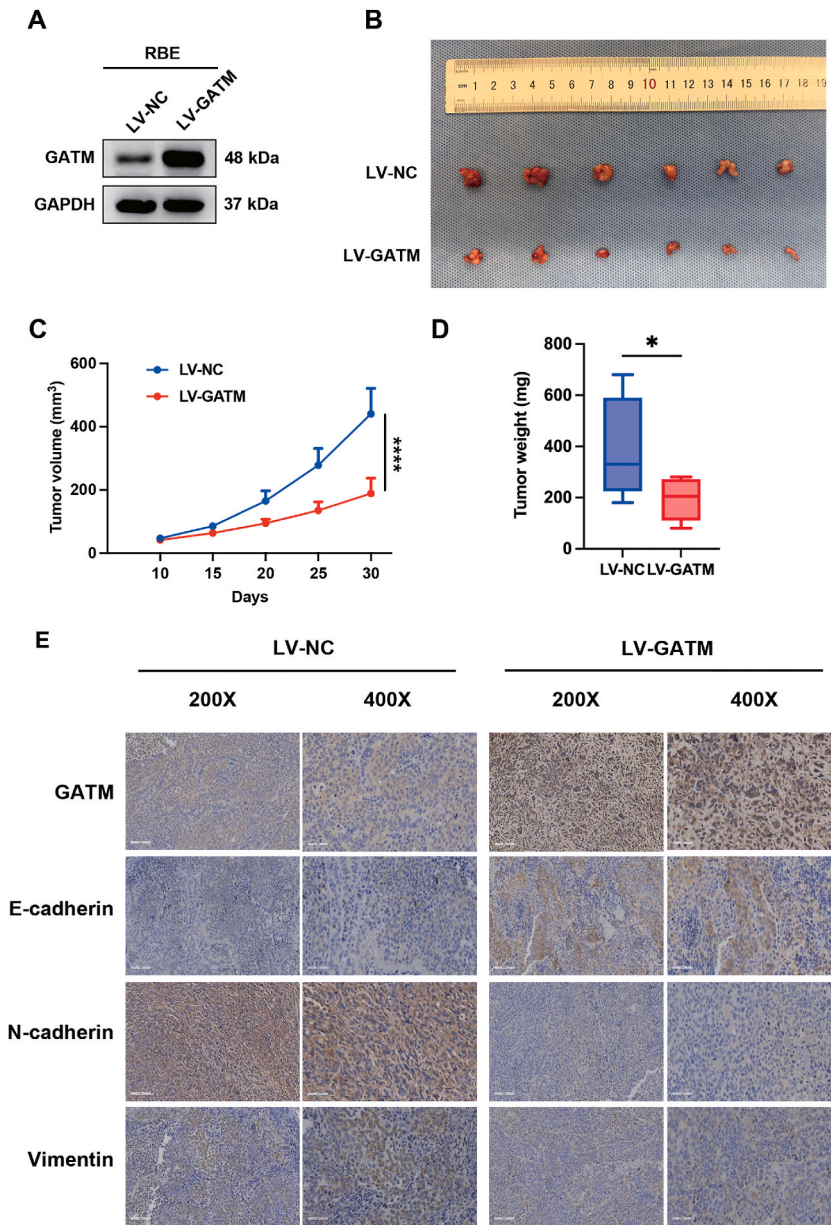 A
RBE
LV-NC LV-GATM
GATM 48 kDa
GAPDH 37 kDa
B
cm 1 2 3 4 5 6 7 8 9 10 11 12 13 14 15 16 17 18 19
LV-NC
LV-GATM
C
LV-NC
LV-GATM
Tumor volume (mm³)
600
400
200
0
10 15 20 25 30
Days
****
D
Tumor weight (mg)
800
600
400
200
0
*
LV-NC LV-GATM
E
LV-NC LV-GATM
200X 400X 200X 400X
GATM
E-cadherin
N-cadherin
Vimentin